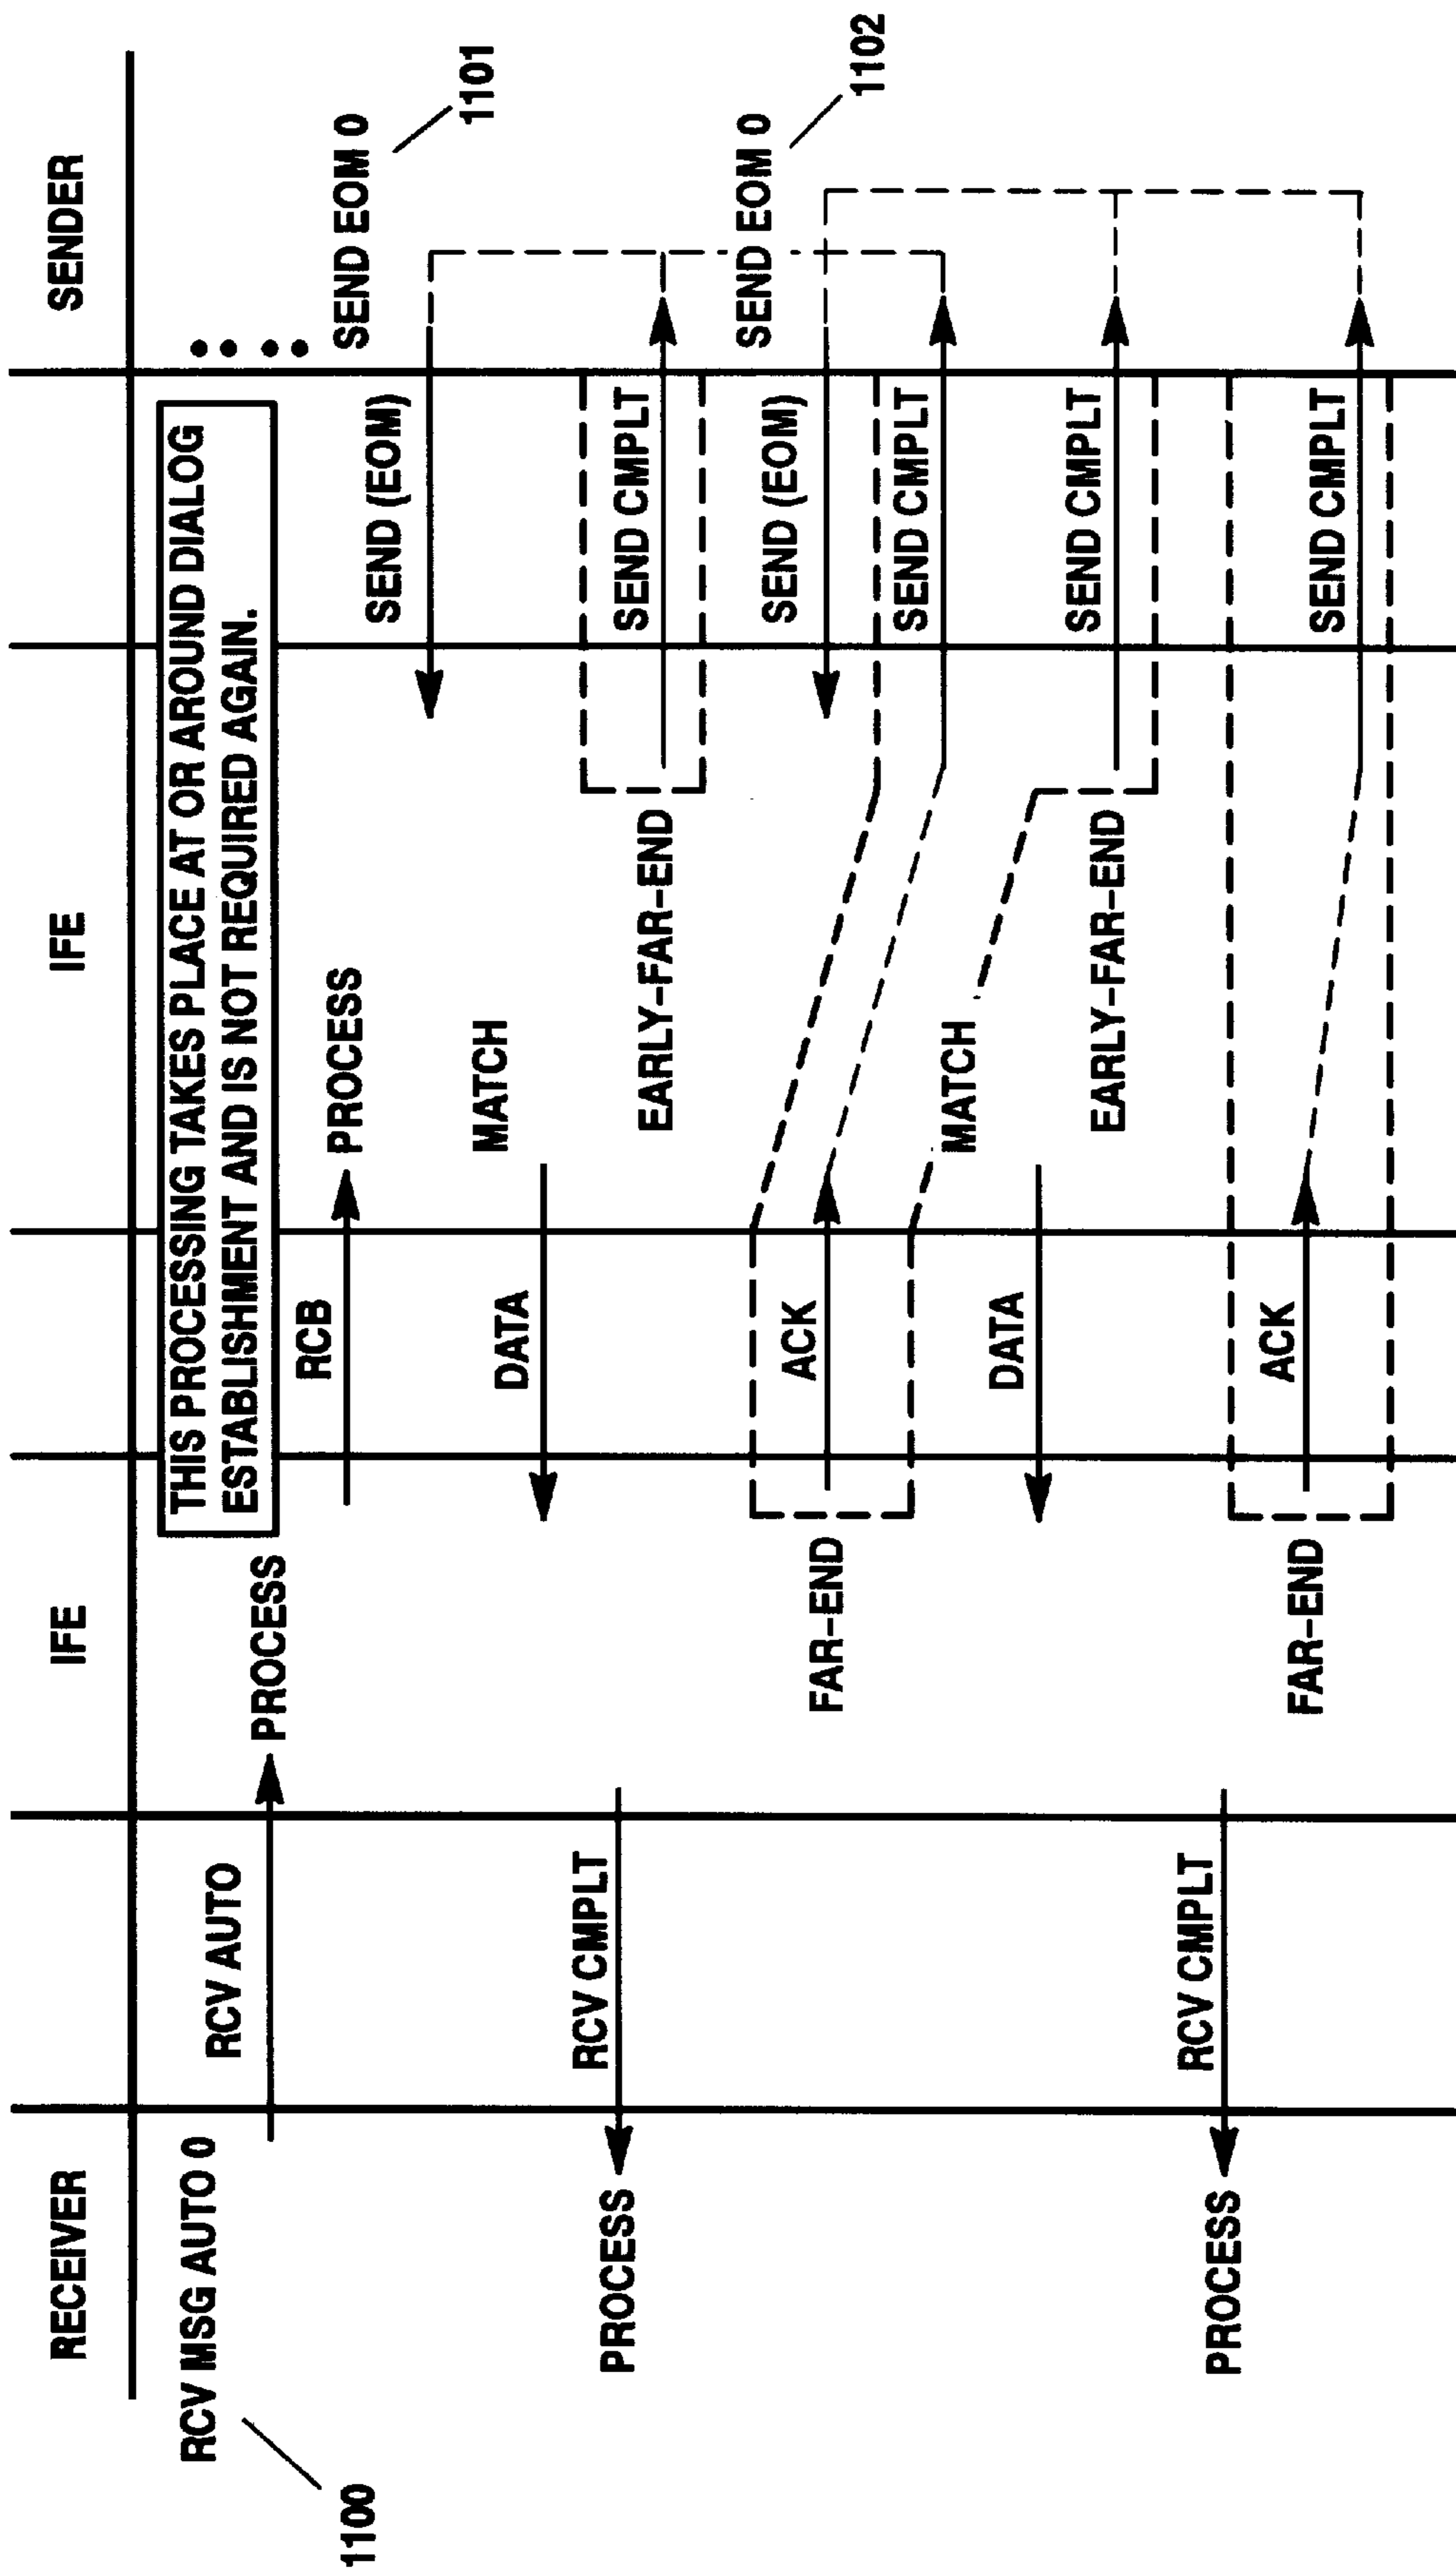 RECEIVER
IFE
IFE
SENDER
RCV MSG AUTO 0
1100
RCV AUTO
PROCESS
THIS PROCESSING TAKES PLACE AT OR AROUND DIALOG
ESTABLISHMENT AND IS NOT REQUIRED AGAIN.
RCB
PROCESS
SEND EOM 0
1101
SEND (EOM)
MATCH
DATA
RCV CMPLT
PROCESS
SEND CMPLT
EARLY-FAR-END
SEND EOM 0
1102
SEND (EOM)
ACK
FAR-END
SEND CMPLT
MATCH
DATA
SEND CMPLT
EARLY-FAR-END
RCV CMPLT
PROCESS
ACK
FAR-END
SEND CMPLT